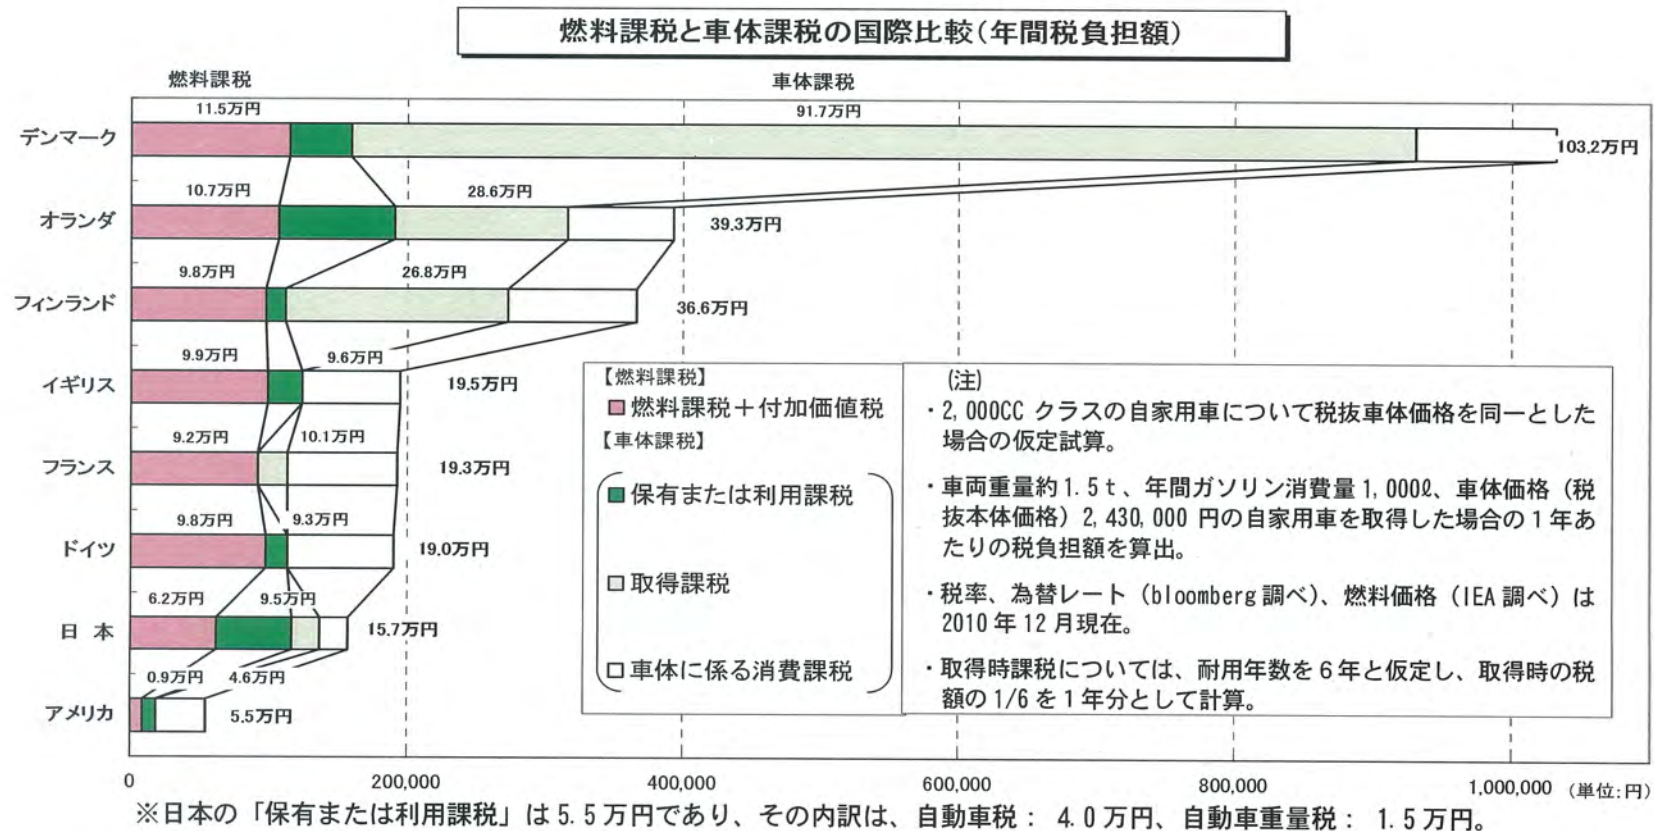 燃料課税と車体課税の国際比較(年間税負担額)
燃料課税 車体課税
11.5万円 91.7万円
デンマーク 103.2万円
10.7万円 28.6万円
オランダ 39.3万円
9.8万円 26.8万円
フィンランド 36.6万円
9.9万円 9.6万円
イギリス 19.5万円
9.2万円 10.1万円
フランス 19.3万円
9.8万円 9.3万円
ドイツ 19.0万円
6.2万円 9.5万円
日 本 15.7万円
0.9万円 4.6万円
アメリカ 5.5万円
【燃料課税】
燃料課税+付加価値税
【車体課税】
保有または利用課税
取得課税
車体に係る消費課税
(注)
・2,000CC クラスの自家用車について税抜車体価格を同一とした
場合の仮定試算。
・車両重量約1.5t、年間ガソリン消費量1,000ℓ、車体価格(税
抜本体価格)2,430,000 円の自家用車を取得した場合の1年あ
たりの税負担額を算出。
・税率、為替レート(bloomberg調べ)、燃料価格(IEA調べ)は
2010年12月現在。
・取得時課税については、耐用年数を6年と仮定し、取得時の税
額の1/6を1年分として計算。
0 200,000 400,000 600,000 800,000 1,000,000 (単位:円)
※日本の「保有または利用課税」は5.5万円であり、その内訳は、自動車税: 4.0万円、自動車重量税: 1.5万円。